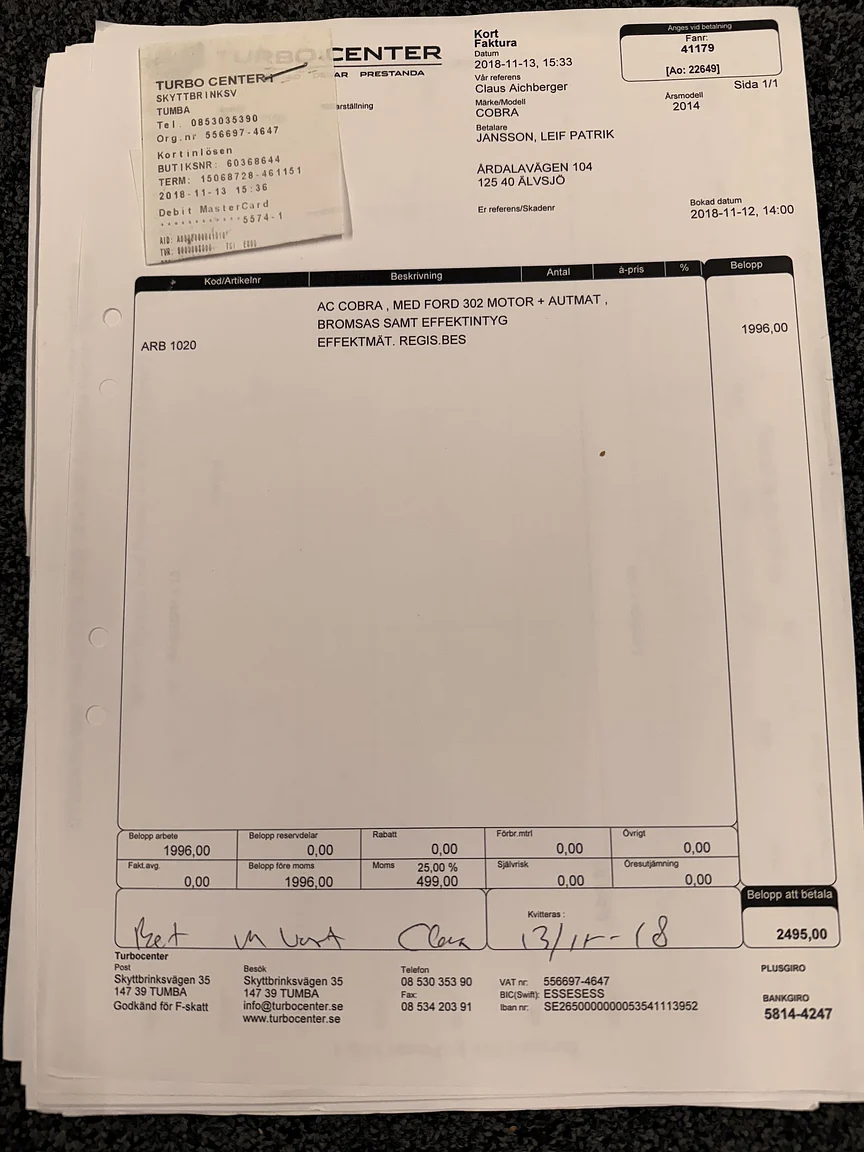 TURBO CENTER
SKYTTBRINKSV
TUMBA
Tel. 0853035390
Org.nr 556697-4647
Kortinlösen
BUTIKSNR: 60368644
TERM: 15068728-461151
2018-11-13 15:36
Debit MasterCard
************5574-1
TURBO CENTER
AR PRESTANDA
arställning
Kort
Faktura
Datum
2018-11-13, 15:33
Vår referens
Claus Aichberger
Märke/Modell
COBRA
Betalare
JANSSON, LEIF PATRIK
ÅRDALAVÄGEN 104
125 40 ÄLVSJÖ
Er referens/Skadenr
Anges vid betalning
Fanr:
41179
[Ao: 22649]
Sida 1/1
Årsmodell
2014
Bokad datum
2018-11-12, 14:00
Kod/Artikelnr Beskrivning Antal à-pris % Belopp
AC COBRA , MED FORD 302 MOTOR + AUTMAT ,
BROMSAS SAMT EFFEKTINTYG 1996,00
ARB 1020 EFFEKTMÄT. REGIS.BES
Belopp arbete Belopp reservdelar Rabatt Förbr.mtrl Övrigt
1996,00 0,00 0,00 0,00 0,00
Fakt.avg. Belopp före moms Moms 25,00 % Självrisk Öresutjämning
0,00 1996,00 499,00 0,00 0,00
Belopp att betala
2495,00
Kvitteras :
Bet
Turbocenter
Post
Skyttbrinksvägen 35
147 39 TUMBA
Godkänd för F-skatt
Besök
Skyttbrinksvägen 35
147 39 TUMBA
info@turbocenter.se
www.turbocenter.se
Telefon
08 530 353 90
Fax:
08 534 203 91
VAT nr: 556697-4647
BIC(Swift): ESSESESS
Iban nr: SE2650000000053541113952
PLUSGIRO
BANKGIRO
5814-4247